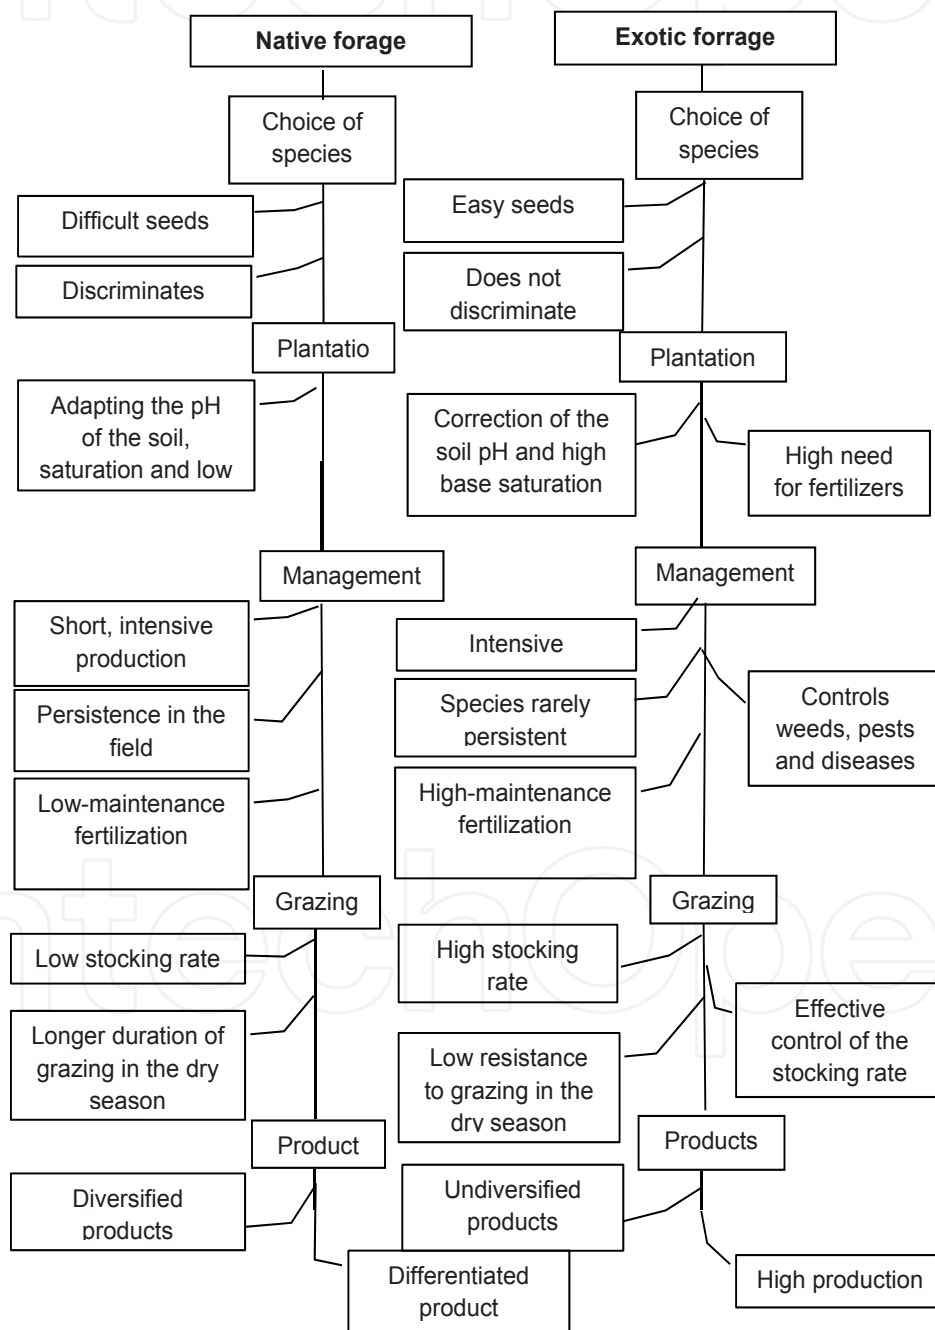 Native forage
Choice of
species
Difficult seeds
Discriminates
Plantatio
Adapting the pH
of the soil,
saturation and low
Management
Short, intensive
production
Persistence in the
field
Low-maintenance
fertilization
Grazing
Low stocking rate
Longer duration of
grazing in the dry
season
Product
Diversified
products
Differentiated
product
Exotic forrage
Choice of
species
Easy seeds
Does not
discriminate
Plantation
Correction of the
soil pH and high
base saturation
High need
for fertilizers
Management
Intensive
Species rarely
persistent
Controls
weeds, pests
and diseases
High-maintenance
fertilization
Grazing
High stocking
rate
Effective
control of the
stocking rate
Low resistance
to grazing in the
dry season
Products
Undiversified
products
High production
ntechOpe